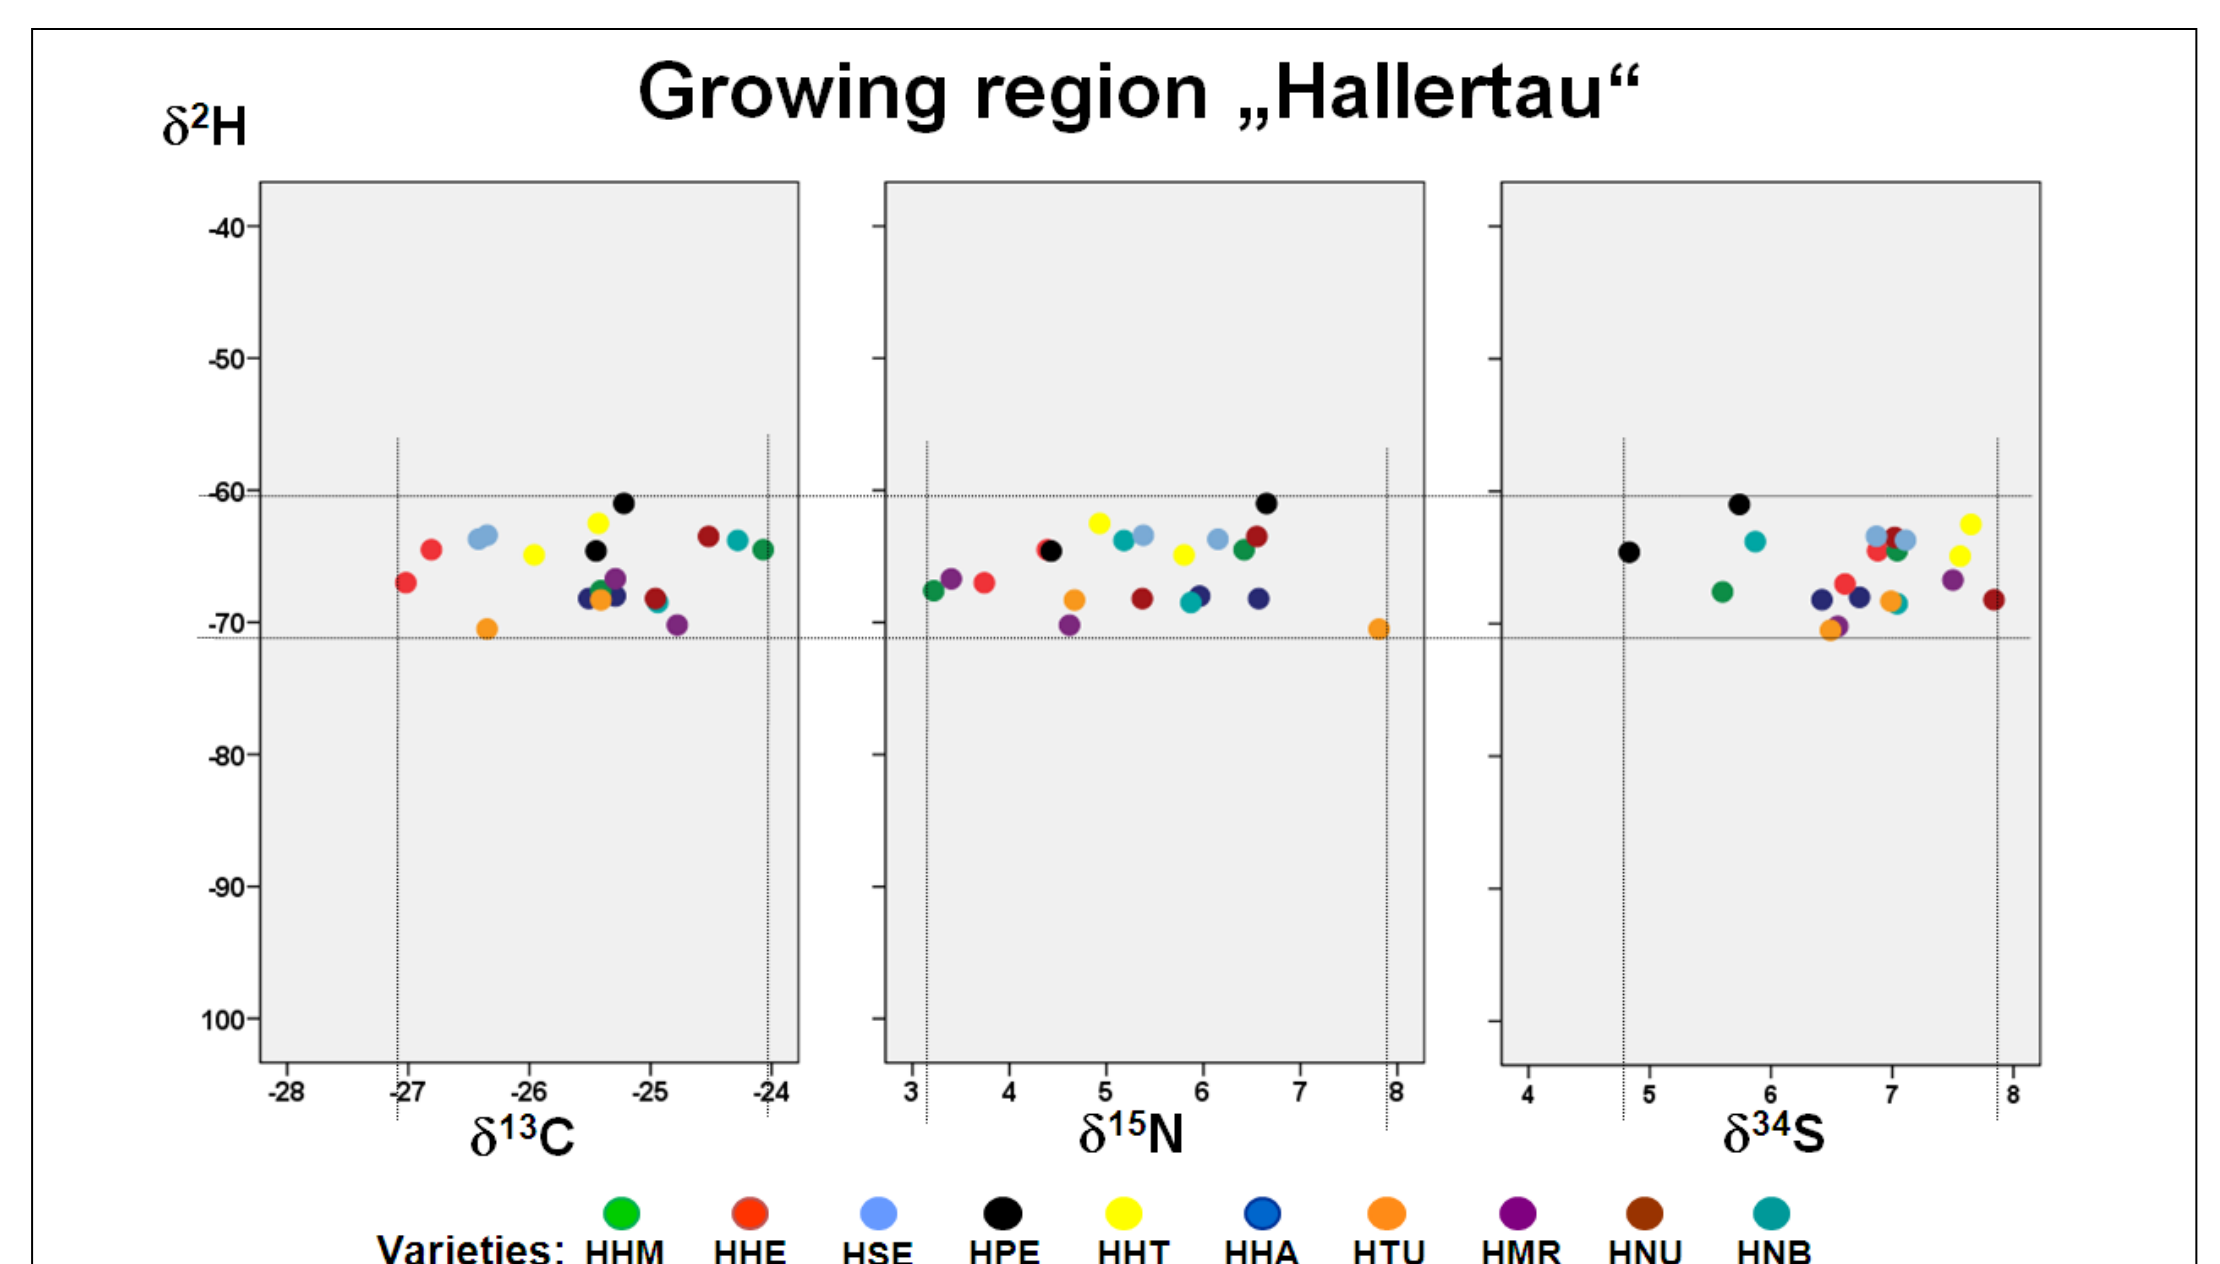 Growing region „Hallertau“
δ²H
-40
-50
-60
-70
-80
-90
100
-28 -27 -26 -25 -24 3 4 5 6 7 8 4 5 6 7 8
δ¹³C δ¹⁵N δ³⁴S
Varieties: HHM HHE HSE HPE HHT HHA HTU HMR HNU HNB